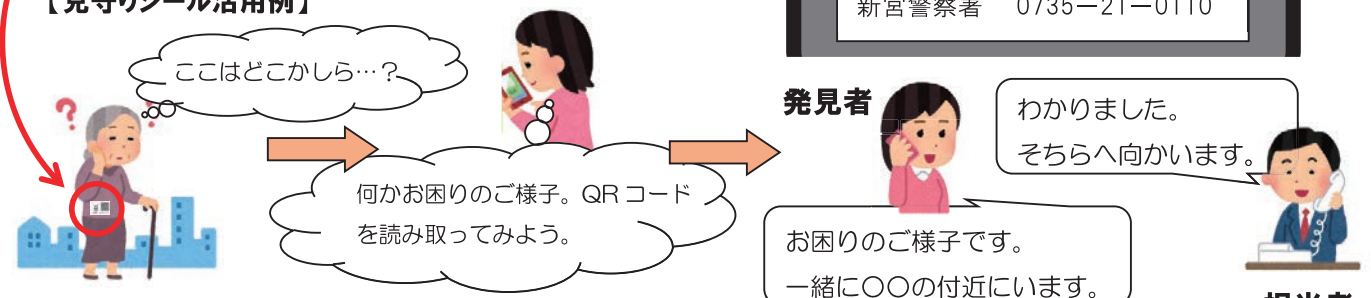 【見守りシール活用例】
新宮警察署 0735－21－0110
ここはどこかしら…？
何かお困りのご様子。QRコード
を読み取ってみよう。
発見者
お困りのご様子です。
一緒に〇〇の付近にいます。
わかりました。
そちらへ向かいます。
担当者